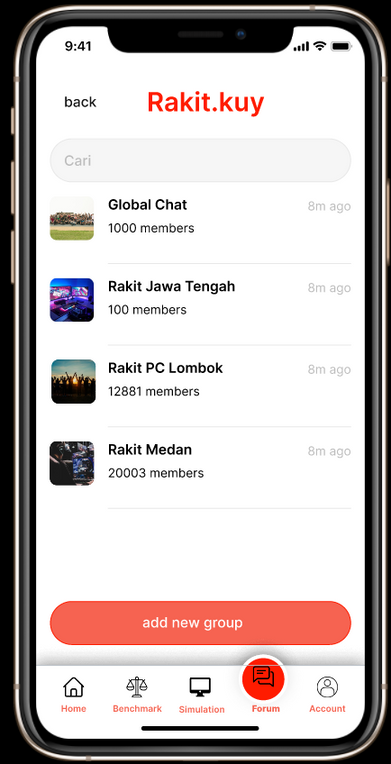 9:41
back
Rakit.kuy
Cari
Global Chat
8m ago
1000 members
Rakit Jawa Tengah
8m ago
100 members
Rakit PC Lombok
8m ago
12881 members
Rakit Medan
8m ago
20003 members
add new group
Home
Benchmark
Simulation
Forum
Account